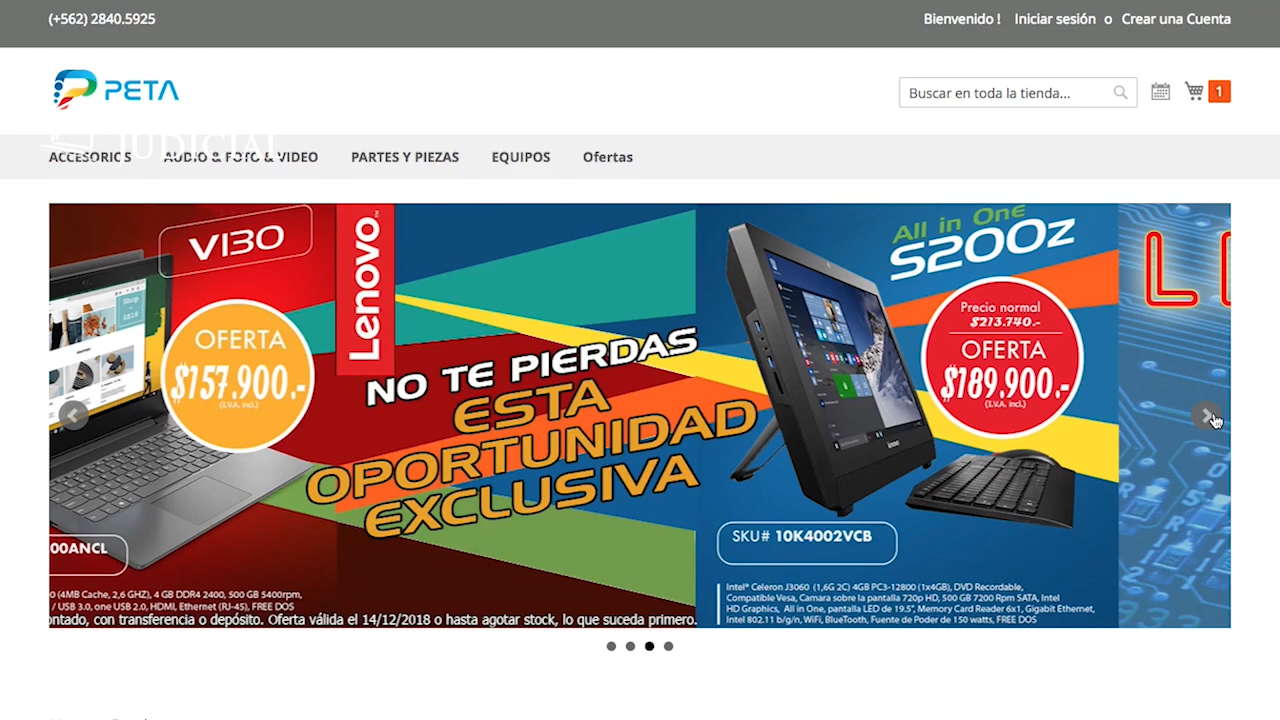 (+562) 2840.5925
Bienvenido ! Iniciar sesión o Crear una Cuenta
PETA
Buscar en toda la tienda...
1
JUDICIAL
ACCESORIOS AUDIO & FOTO & VIDEO PARTES Y PIEZAS EQUIPOS Ofertas
V130
OFERTA
$157.900.-
(I.V.A. incl.)
Lenovo™
NO TE PIERDAS
ESTA
OPORTUNIDAD
EXCLUSIVA
All in One
S200z
Precio normal
$213.740.-
OFERTA
$189.900.-
(I.V.A. incl.)
00ANCL
SKU# 10K4002VCB
(4MB Cache, 2,6 GHZ), 4 GB DDR4 2400, 500 GB 5400rpm,
/ USB 3.0, one USB 2.0, HDMI, Ethernet (RJ-45), FREE DOS
ontado, con transferencia o depósito. Oferta válida el 14/12/2018 o hasta agotar stock, lo que suceda primero.
Intel® Celeron J3060 (1,6G 2C) 4GB PC3-12800 (1x4GB), DVD Recordable,
Compatible Vesa, Camara sobre la pantalla 720p HD, 500 GB 7200 Rpm SATA, Intel
HD Graphics, All in One, pantalla LED de 19.5", Memory Card Reader 6x1, Gigabit Ethernet,
Intel 802.11 b/g/n, WiFi, BlueTooth, Fuente de Poder de 150 watts, FREE DOS